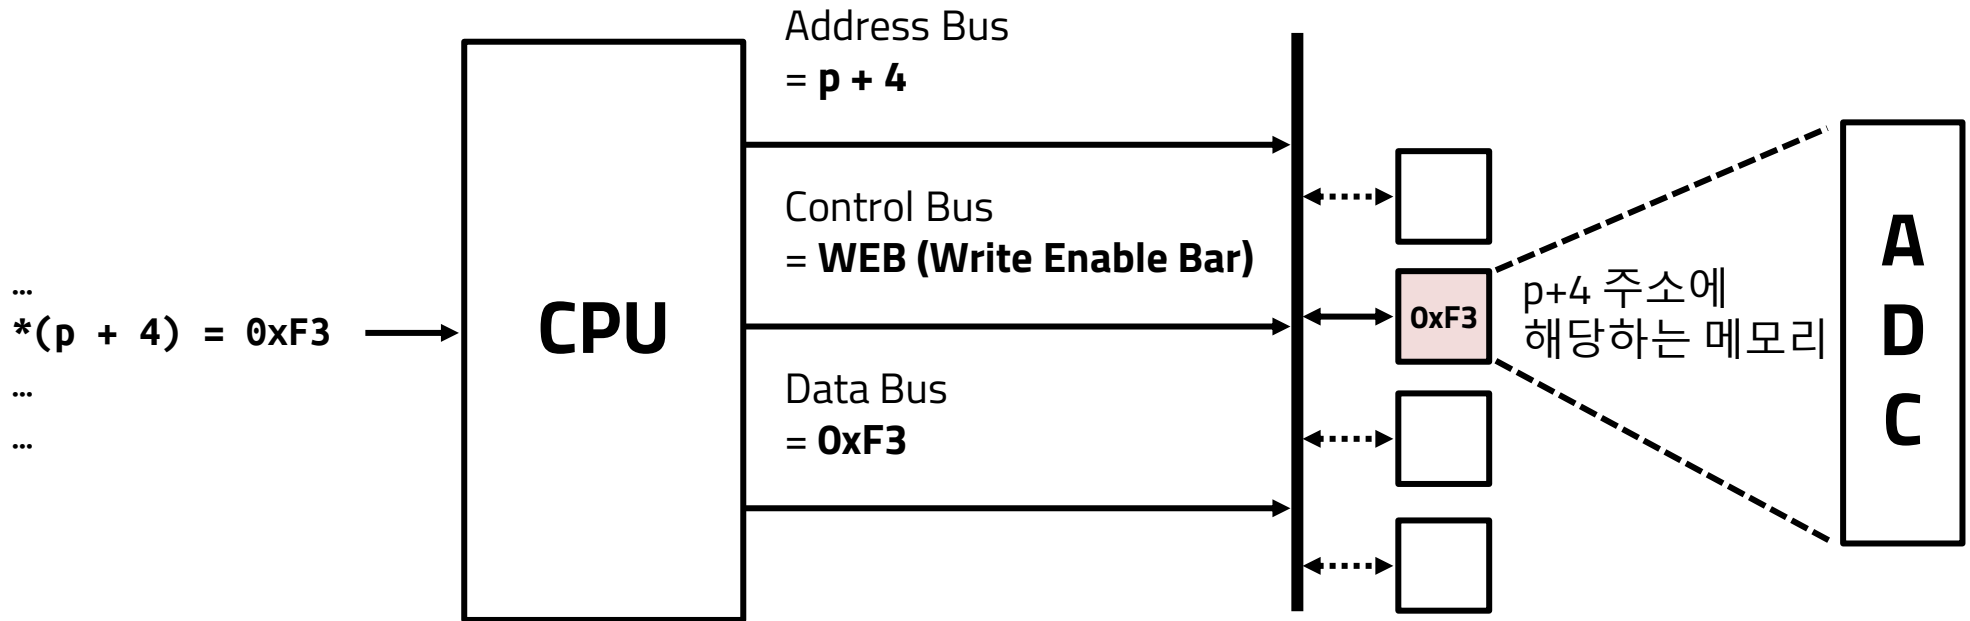 …
*(p + 4) = 0xF3
…
…
CPU
Address Bus
= p + 4
Control Bus
= WEB (Write Enable Bar)
Data Bus
= 0xF3
0xF3
p+4 주소에
해당하는 메모리
A
D
C